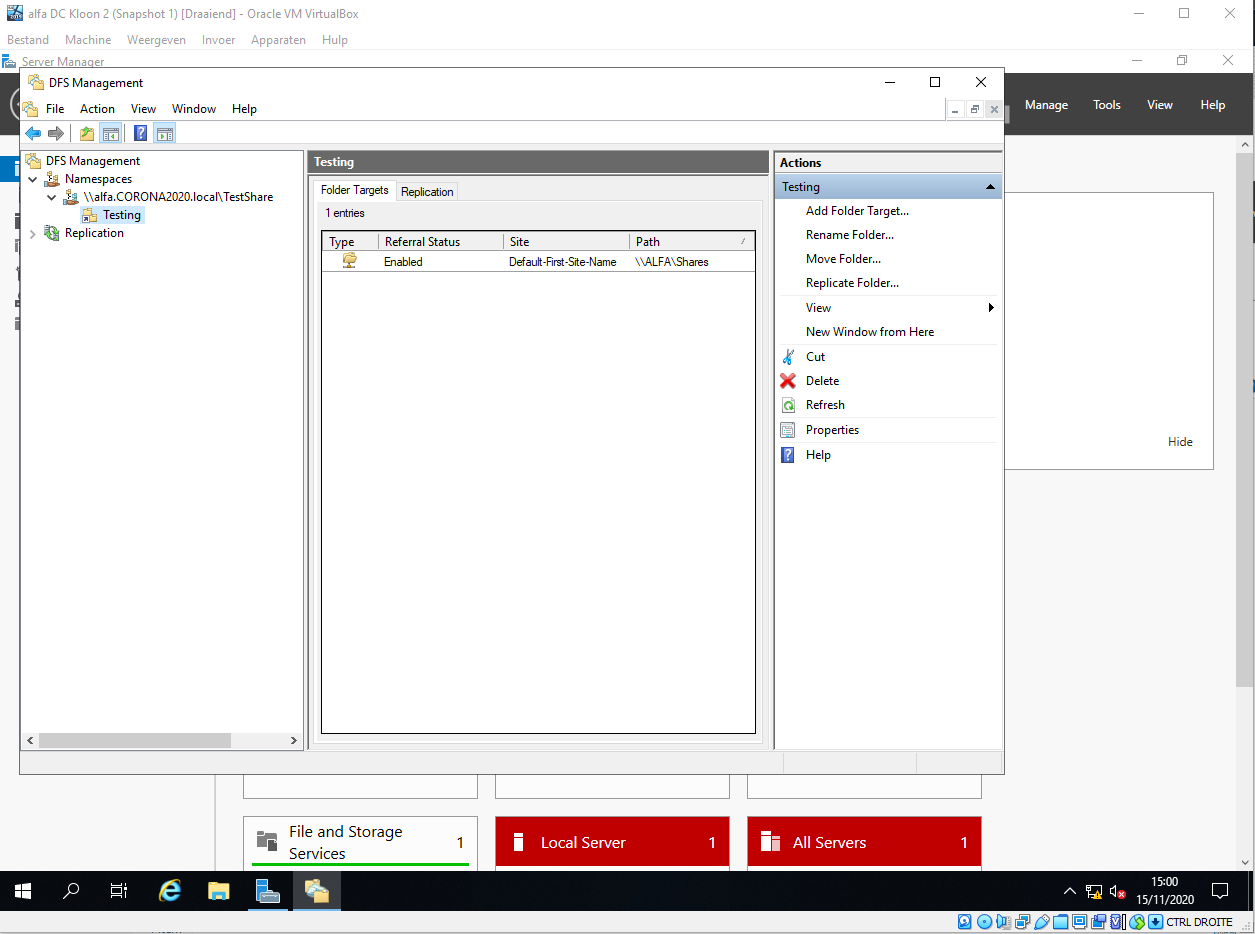 alfa DC Kloon 2 (Snapshot 1) [Draaiend] - Oracle VM VirtualBox
Bestand Machine Weergeven Invoer Apparaten Hulp
Server Manager
Manage Tools View Help
DFS Management
File Action View Window Help
DFS Management
Namespaces
\\alfa.CORONA2020.local\TestShare
Testing
Replication
Testing
Folder Targets Replication
1 entries
Type Referral Status Site Path
Enabled Default-First-Site-Name \\ALFA\Shares
Actions
Testing
Add Folder Target...
Rename Folder...
Move Folder...
Replicate Folder...
View
New Window from Here
Cut
Delete
Refresh
Properties
Help
Hide
File and Storage
Services 1
Local Server 1
All Servers 1
15:00
15/11/2020
CTRL DROITE